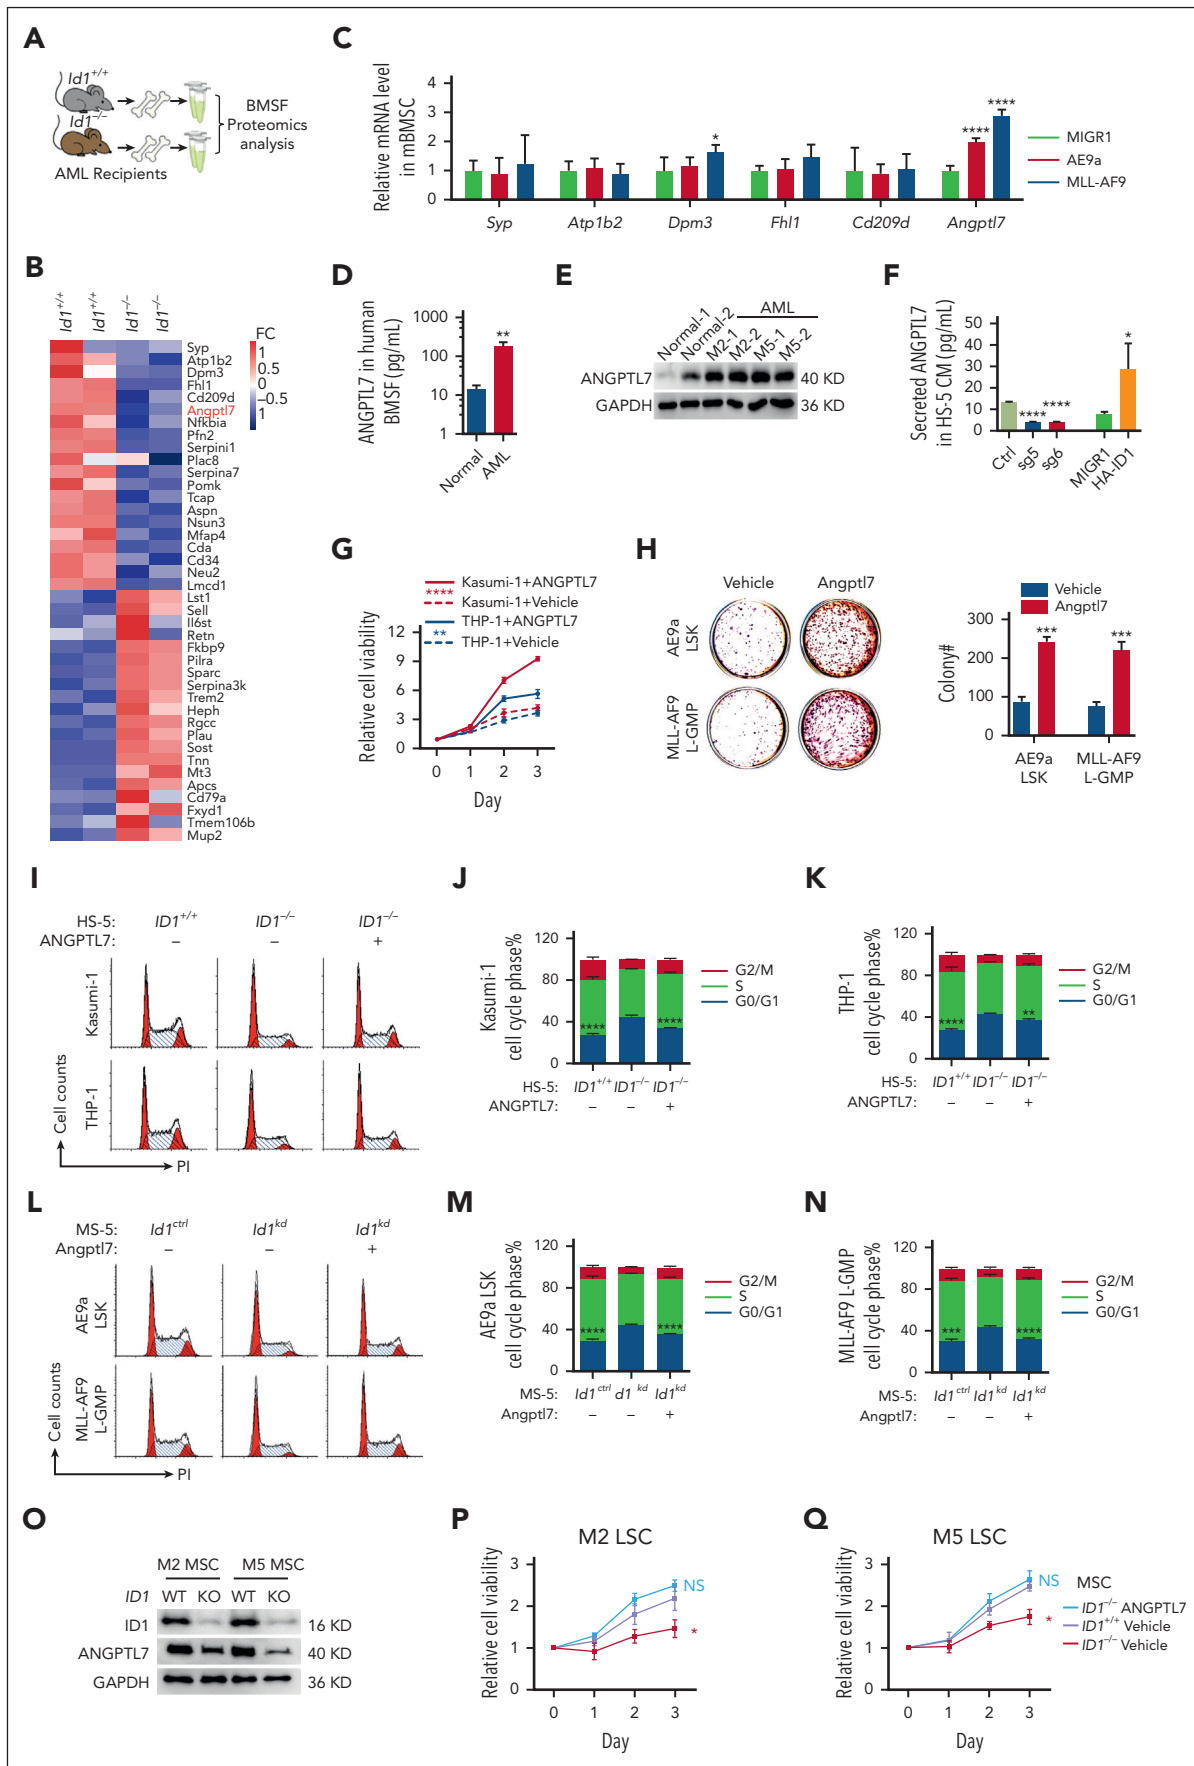 A
Id1+/+
Id1−/−
AML Recipients
BMSF
Proteomics
analysis
B
Id1+/+ Id1+/+ Id1−/− Id1−/−
FC
1
0.5
0
−0.5
1
Syp
Atp1b2
Dpm3
Fhl1
Cd209d
Angptl7
Nfkbia
Pfn2
Serpini1
Plac8
Serpina7
Pomk
Tcap
Aspn
Nsun3
Mfap4
Cda
Cd34
Neu2
Lmcd1
Lst1
Sell
Il6st
Retn
Fkbp9
Pilra
Sparc
Serpina3k
Trem2
Heph
Rgcc
Plau
Sost
Tnn
Mt3
Apcs
Cd79a
Fxyd1
Tmem106b
Mup2
C
Relative mRNA level
in mBMSC
4
3
2
1
0
* **** ****
Syp Atp1b2 Dpm3 Fhl1 Cd209d Angptl7
MIGR1
AE9a
MLL-AF9
D
ANGPTL7 in human
BMSF (pg/mL)
1000
100
10
1
**
Normal AML
E
AML
Normal-1 Normal-2 M2-1 M2-2 M5-1 M5-2
ANGPTL7 40 KD
GAPDH 36 KD
F
Secreted ANGPTL7
in HS-5 CM (pg/mL)
50
40
30
20
10
0
**** **** *
Ctrl sg5 sg6 MIGR1 HA-ID1
G
Kasumi-1+ANGPTL7
****
Kasumi-1+Vehicle
THP-1+ANGPTL7
**
THP-1+Vehicle
Relative cell viability
12
9
6
3
0
0 1 2 3
Day
H
Vehicle Angptl7
AE9a
LSK
MLL-AF9
L-GMP
Vehicle
Angptl7
Colony#
300
200
100
0
*** ***
AE9a
LSK
MLL-AF9
L-GMP
I
HS-5: ID1+/+ ID1−/− ID1−/−
ANGPTL7: − − +
Kasumi-1
THP-1
Cell counts
PI
J
Kasumi-1
cell cycle phase%
120
80
40
0
**** ****
G2/M
S
G0/G1
HS-5: ID1+/+ ID1−/− ID1−/−
ANGPTL7: − − +
K
THP-1
cell cycle phase%
120
80
40
0
**** **
G2/M
S
G0/G1
HS-5: ID1+/+ ID1−/− ID1−/−
ANGPTL7: − − +
L
MS-5: Id1ctrl Id1kd Id1kd
Angptl7: − − +
AE9a
LSK
MLL-AF9
L-GMP
Cell counts
PI
M
AE9a LSK
cell cycle phase%
120
80
40
0
**** ****
G2/M
S
G0/G1
MS-5: Id1ctrl d1kd Id1kd
Angptl7: − − +
N
MLL-AF9 L-GMP
cell cycle phase%
120
80
40
0
*** ****
G2/M
S
G0/G1
MS-5: Id1ctrl Id1kd Id1kd
Angptl7: − − +
O
M2 MSC M5 MSC
ID1 WT KO WT KO
ID1 16 KD
ANGPTL7 40 KD
GAPDH 36 KD
P
M2 LSC
Relative cell viability
3
2
1
0
NS
*
0 1 2 3
Day
Q
M5 LSC
Relative cell viability
3
2
1
0
NS
*
0 1 2 3
Day
MSC
ID1−/− ANGPTL7
ID1+/+ Vehicle
ID1−/− Vehicle